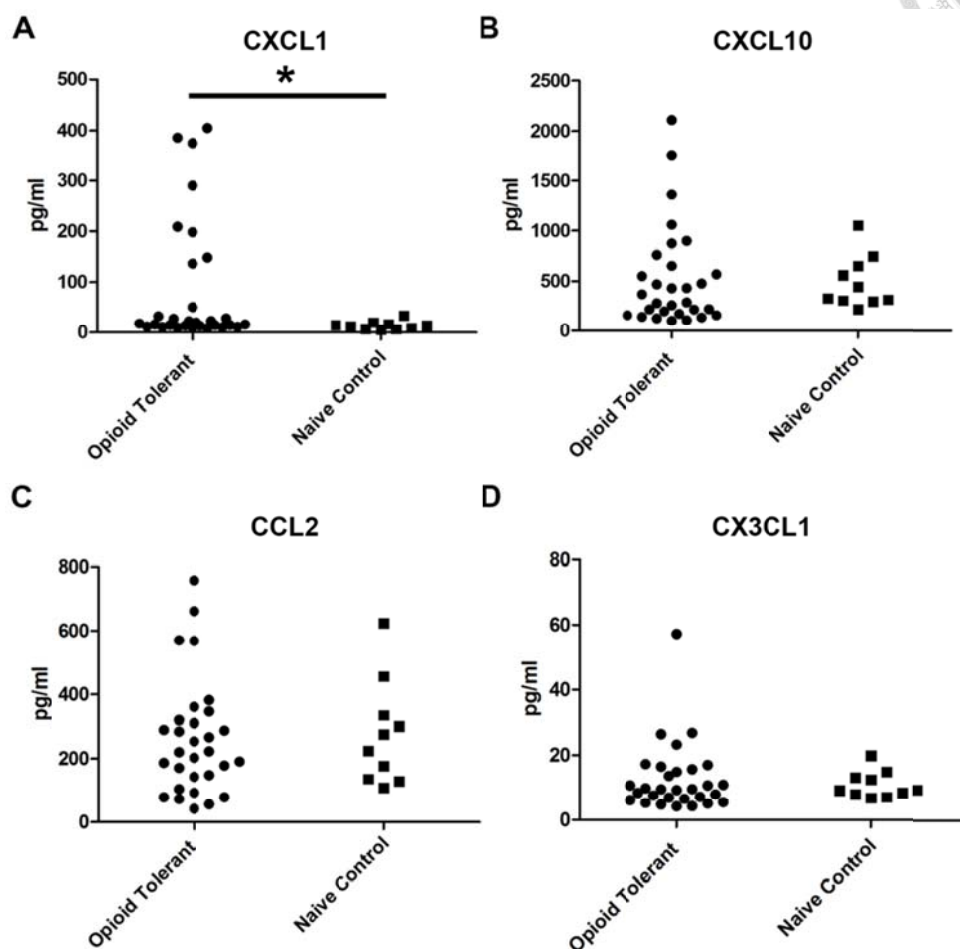 A
CXCL1
*
500
400
300
200
100
0
pg/ml
Opioid Tolerant
Naive Control
B
CXCL10
2500
2000
1500
1000
500
0
pg/ml
Opioid Tolerant
Naive Control
C
CCL2
800
600
400
200
0
pg/ml
Opioid Tolerant
Naive Control
D
CX3CL1
80
60
40
20
0
pg/ml
Opioid Tolerant
Naive Control